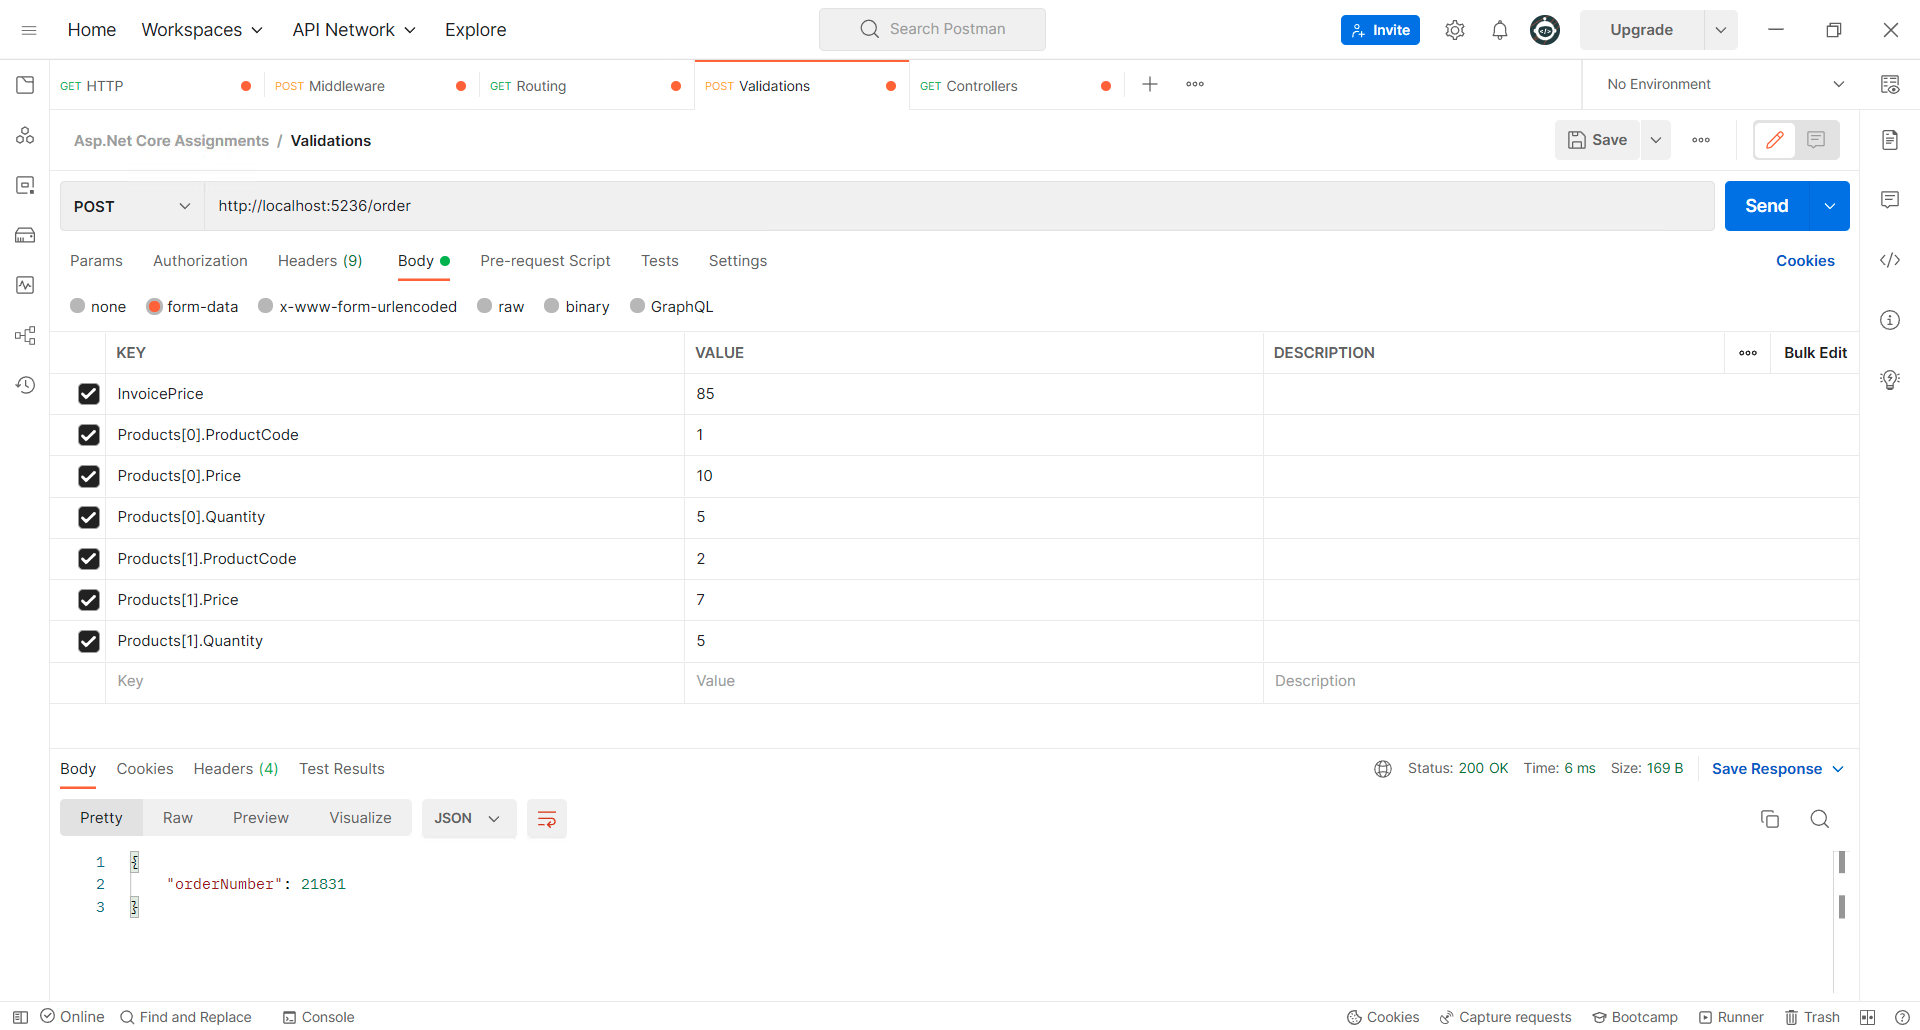 Home Workspaces API Network Explore Search Postman Invite Upgrade
GET HTTP POST Middleware GET Routing POST Validations GET Controllers No Environment
Asp.Net Core Assignments / Validations Save
POST http://localhost:5236/order Send
Params Authorization Headers (9) Body Pre-request Script Tests Settings Cookies
none form-data x-www-form-urlencoded raw binary GraphQL
KEY VALUE DESCRIPTION Bulk Edit
InvoicePrice 85
Products[0].ProductCode 1
Products[0].Price 10
Products[0].Quantity 5
Products[1].ProductCode 2
Products[1].Price 7
Products[1].Quantity 5
Key Value Description
Body Cookies Headers (4) Test Results Status: 200 OK Time: 6 ms Size: 169 B Save Response
Pretty Raw Preview Visualize JSON
1 {
2 "orderNumber": 21831
3 }
Online Find and Replace Console Cookies Capture requests Bootcamp Runner Trash